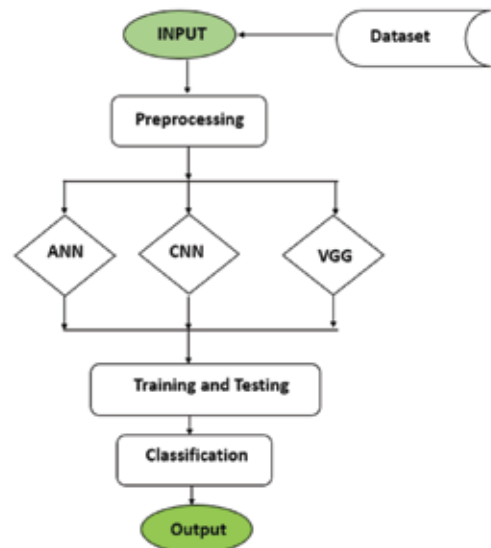 INPUT
Dataset
Preprocessing
ANN
CNN
VGG
Training and Testing
Classification
Output